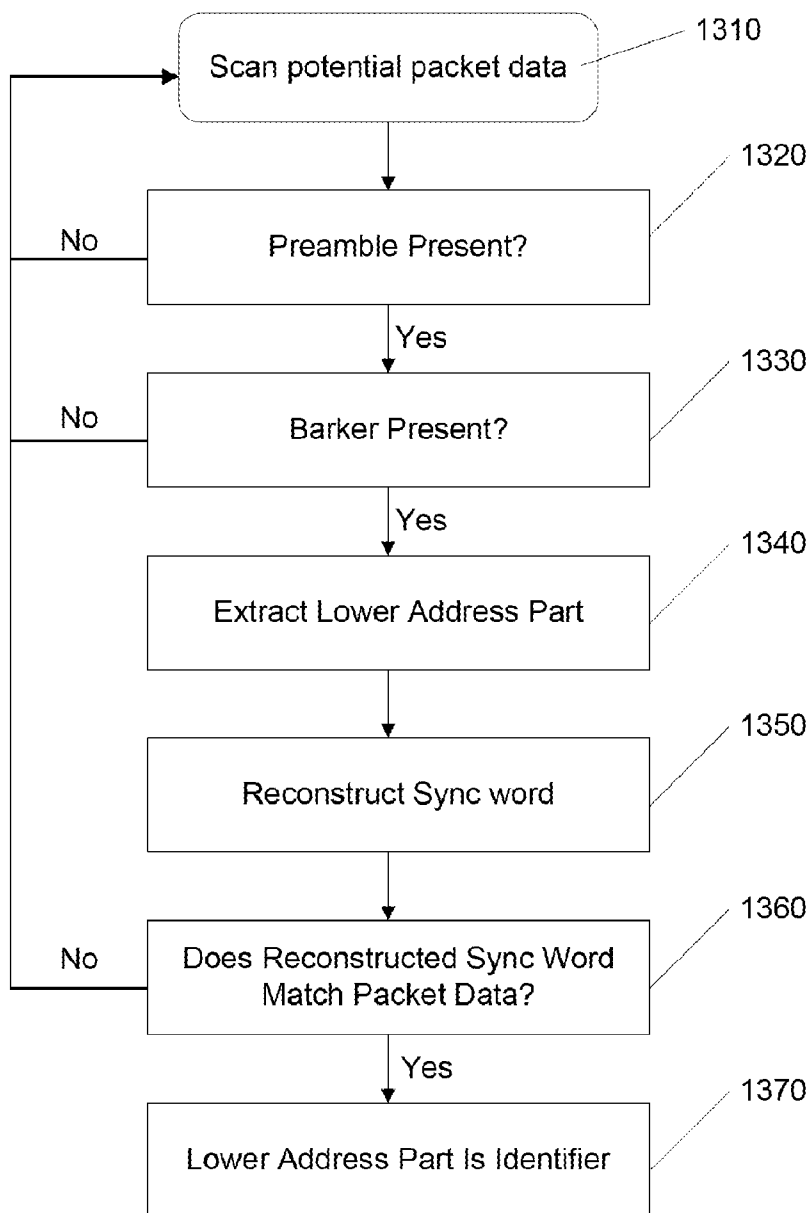 Scan potential packet data
1310
1320
No
Preamble Present?
Yes
1330
No
Barker Present?
Yes
1340
Extract Lower Address Part
1350
Reconstruct Sync word
1360
No
Does Reconstructed Sync Word
Match Packet Data?
Yes
1370
Lower Address Part Is Identifier